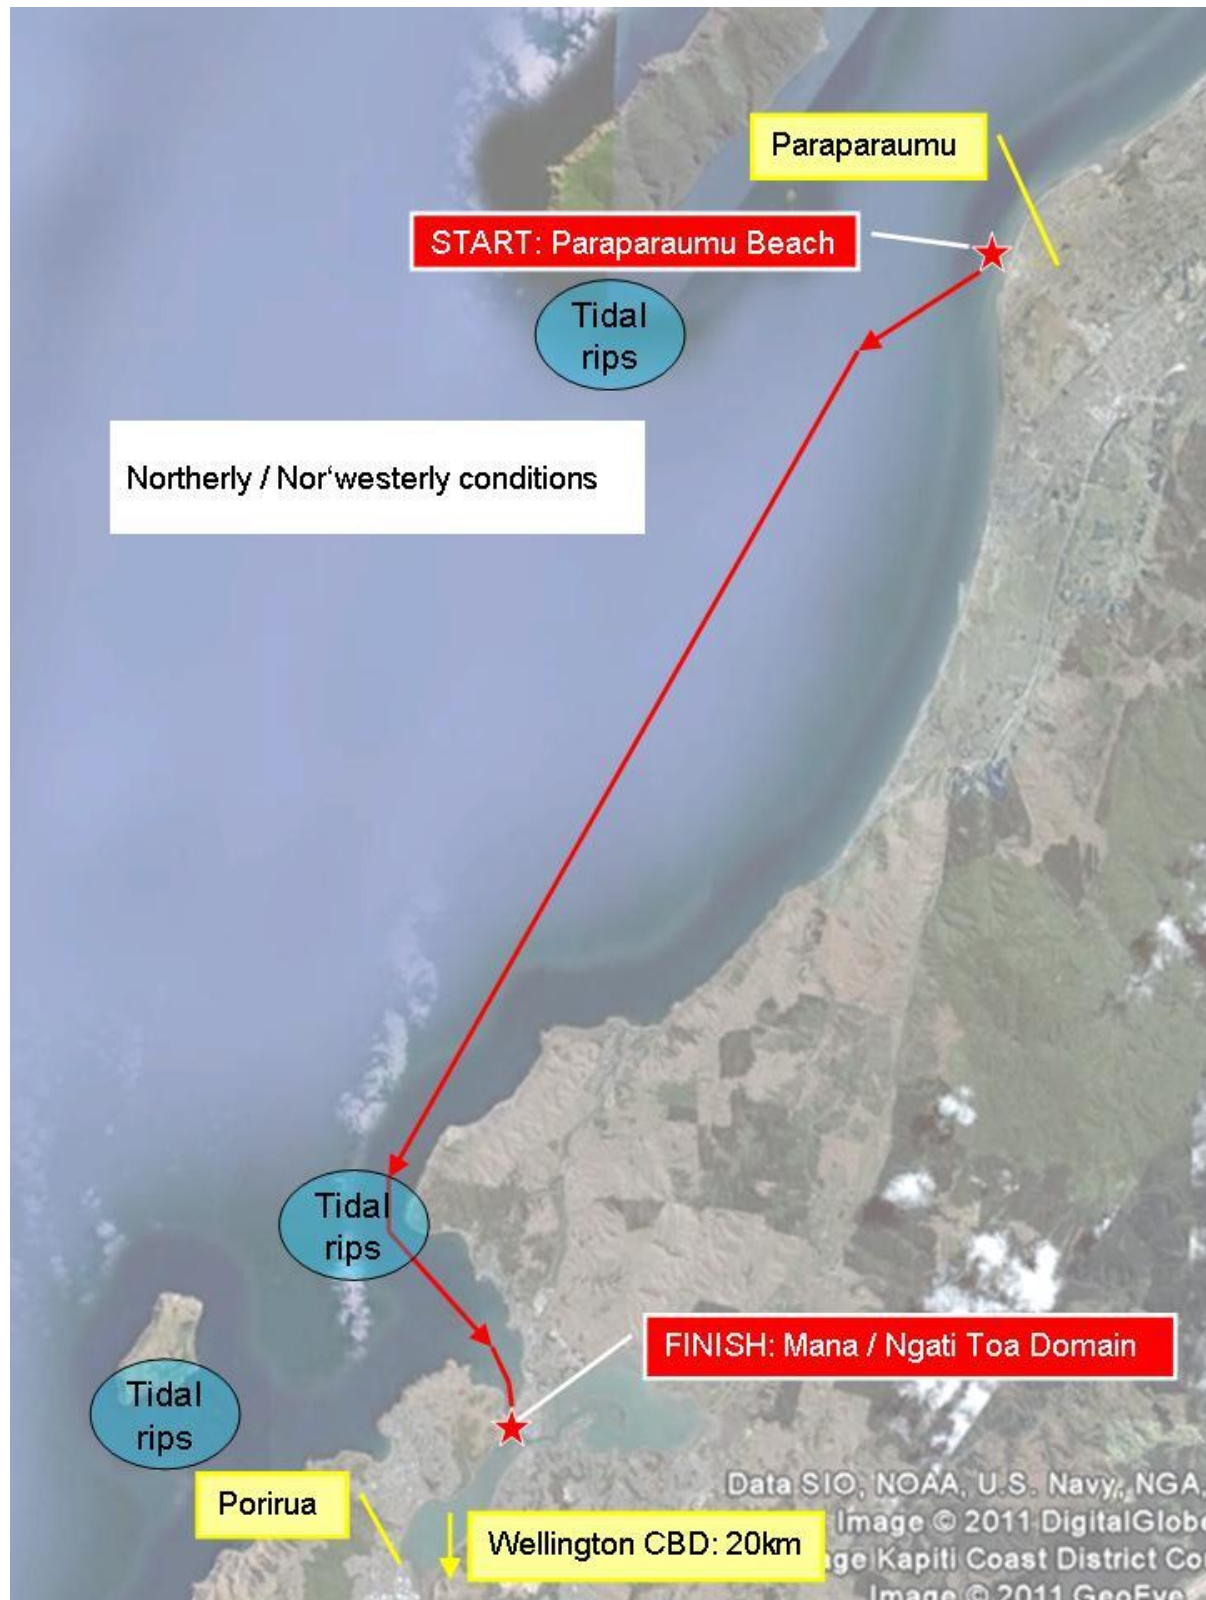 Paraparaumu
START: Paraparaumu Beach
Tidal
rips
Northerly / Nor‘westerly conditions
Tidal
rips
FINISH: Mana / Ngati Toa Domain
Tidal
rips
Porirua
Wellington CBD: 20km
Data SIO, NOAA, U.S. Navy, NGA,
Image © 2011 DigitalGlobe
Kapiti Coast District
Image © 2011 GeoEye